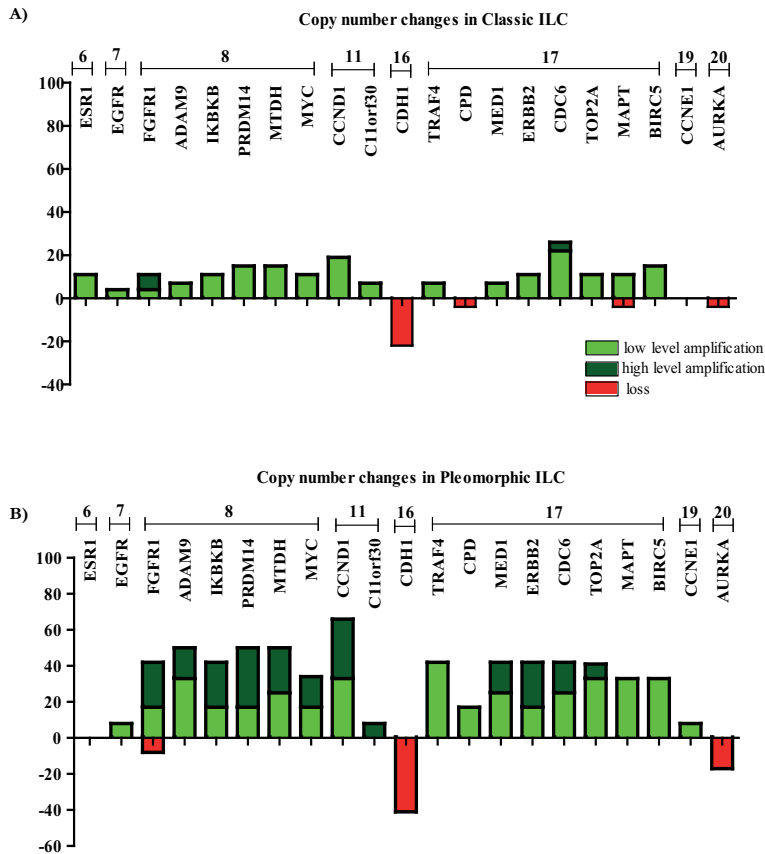 A)
Copy number changes in Classic ILC
6 7 8 11 16 17 19 20
ESR1
EGFR
FGFR1
ADAM9
IKBKB
PRDM14
MTDH
MYC
CCND1
C11orf30
CDH1
TRAF4
CPD
MED1
ERBB2
CDC6
TOP2A
MAPT
BIRC5
CCNE1
AURKA
100
80
60
40
20
0
-20
-40
low level amplification
high level amplification
loss
Copy number changes in Pleomorphic ILC
B)
6 7 8 11 16 17 19 20
ESR1
EGFR
FGFR1
ADAM9
IKBKB
PRDM14
MTDH
MYC
CCND1
C11orf30
CDH1
TRAF4
CPD
MED1
ERBB2
CDC6
TOP2A
MAPT
BIRC5
CCNE1
AURKA
100
80
60
40
20
0
-20
-40
-60